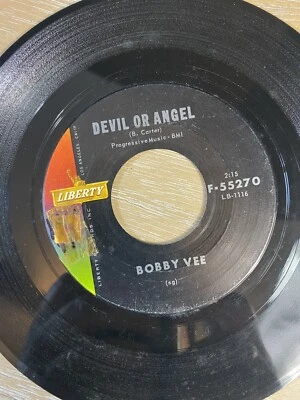 DEVIL OR ANGEL
(B. Carter)
Progressive Music - BMI
2:15
F-55270
LB-1116
LIBERTY
BOBBY VEE
(sg)